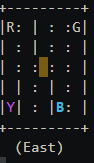 +---------+
|R: | : :G|
| : | : : |
| : : : : |
| | : | : |
|Y| : |B: |
+---------+
(East)